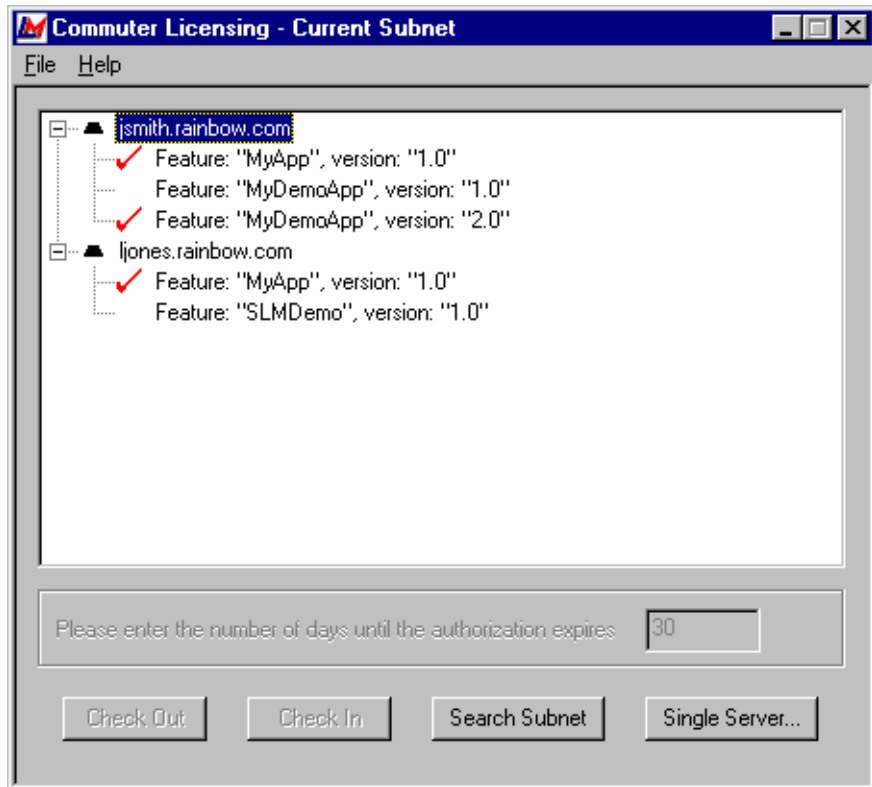 Commuter Licensing - Current Subnet
File Help
jsmith.rainbow.com
Feature: "MyApp", version: "1.0"
Feature: "MyDemoApp", version: "1.0"
Feature: "MyDemoApp", version: "2.0"
ljones.rainbow.com
Feature: "MyApp", version: "1.0"
Feature: "SLMDemo", version: "1.0"
Please enter the number of days until the authorization expires 30
Check Out Check In Search Subnet Single Server...